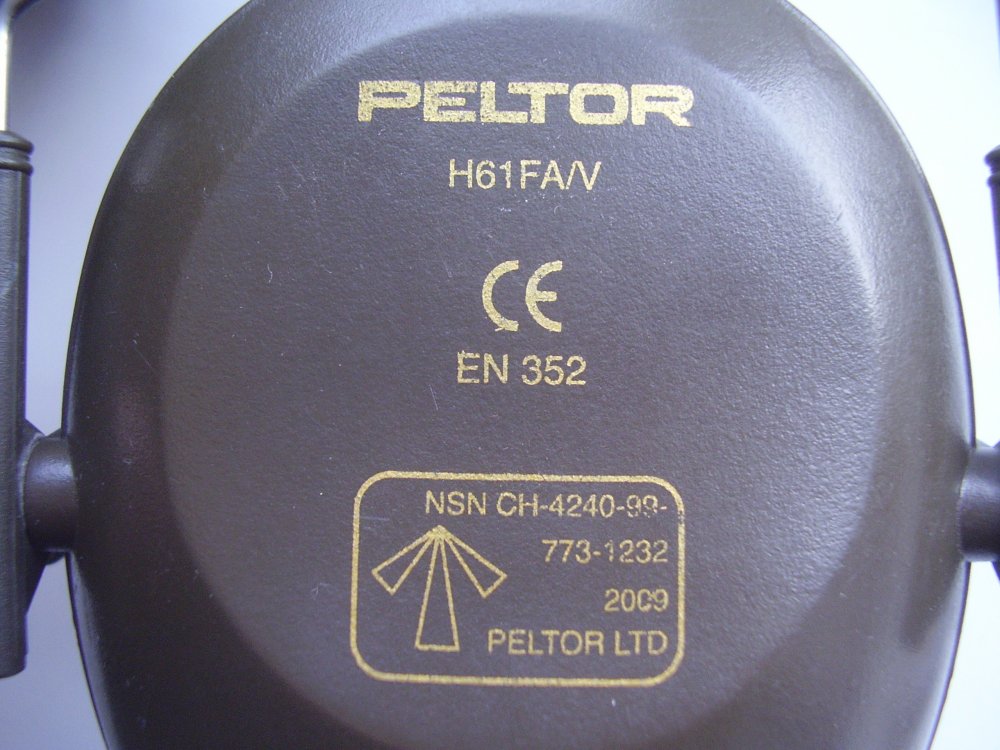 PELTOR
H61FA/V
CE
EN 352
NSN CH-4240-99-
773-1232
2009
PELTOR LTD